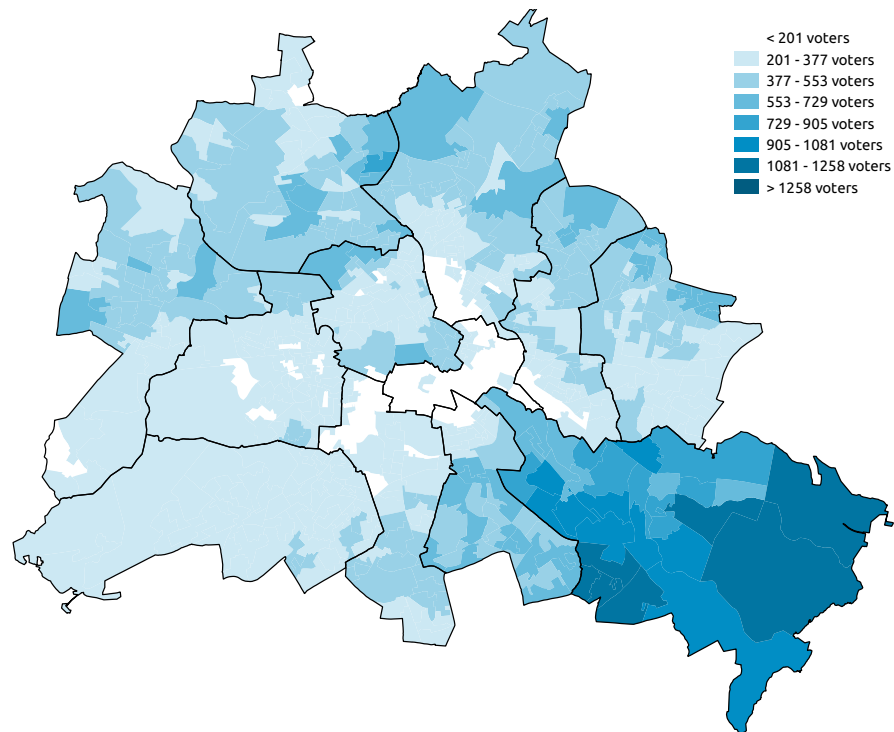 < 201 voters
201 - 377 voters
377 - 553 voters
553 - 729 voters
729 - 905 voters
905 - 1081 voters
1081 - 1258 voters
> 1258 voters